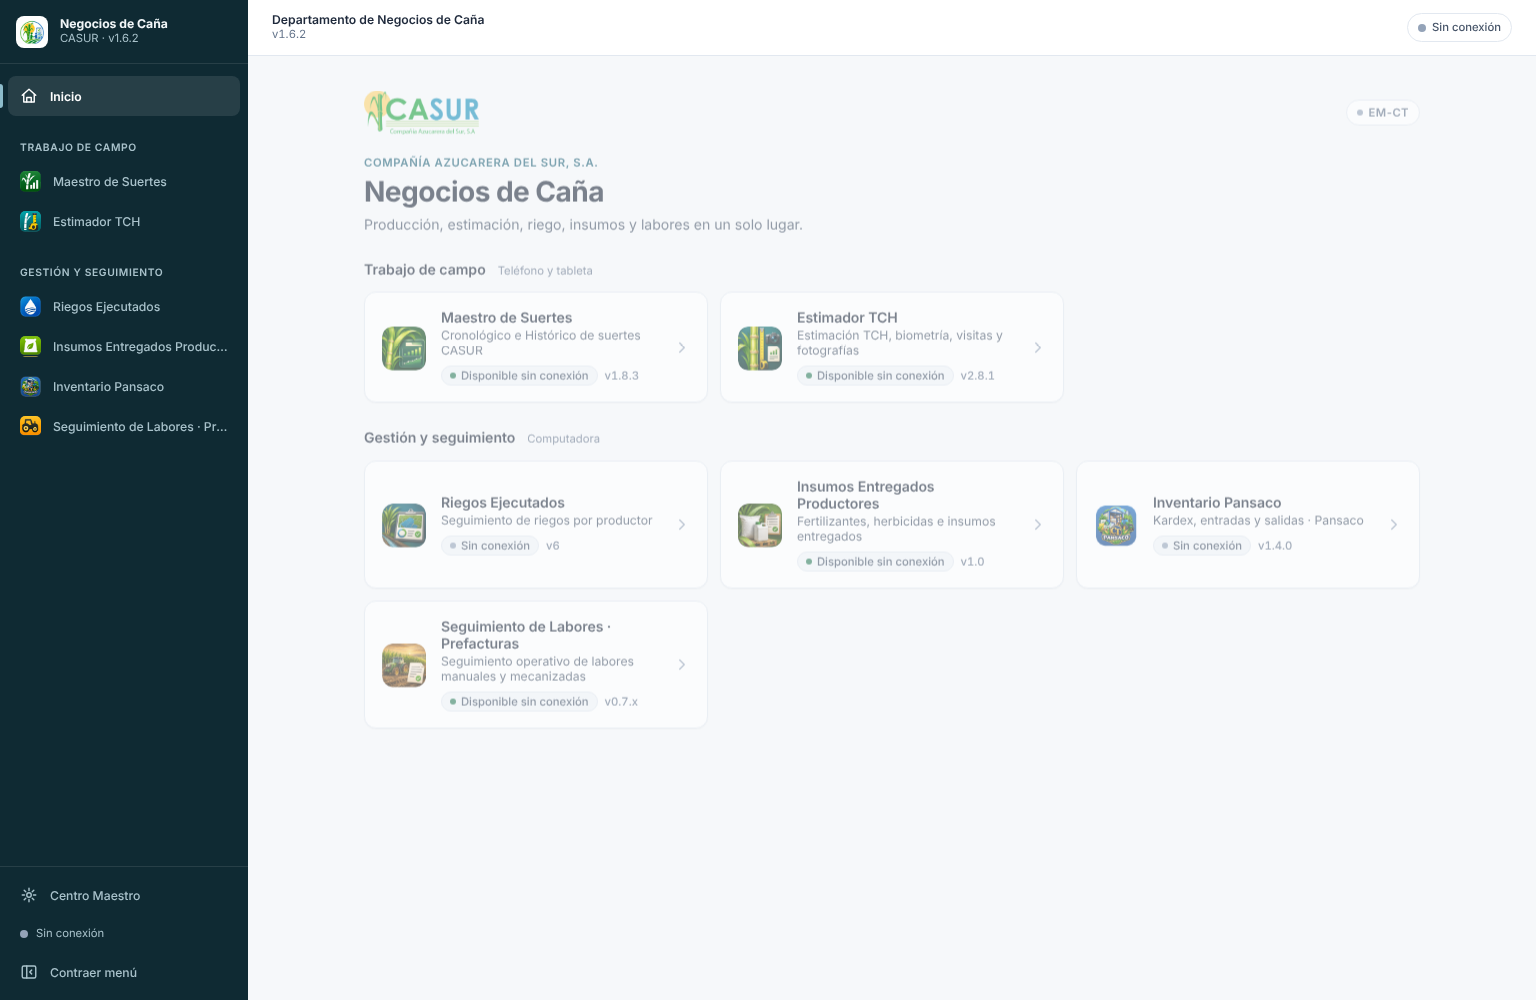 Negocios de Caña
CASUR · v1.6.2
Inicio
TRABAJO DE CAMPO
Maestro de Suertes
Estimador TCH
GESTIÓN Y SEGUIMIENTO
Riegos Ejecutados
Insumos Entregados Produc...
Inventario Pansaco
Seguimiento de Labores · Pr...
Centro Maestro
Sin conexión
Contraer menú
Departamento de Negocios de Caña
v1.6.2
Sin conexión
CASUR
Compañía Azucarera del Sur, S.A.
EM-CT
COMPAÑÍA AZUCARERA DEL SUR, S.A.
Negocios de Caña
Producción, estimación, riego, insumos y labores en un solo lugar.
Trabajo de campo Teléfono y tableta
Maestro de Suertes
Cronológico e Histórico de suertes
CASUR
Disponible sin conexión v1.8.3
Estimador TCH
Estimación TCH, biometría, visitas y
fotografías
Disponible sin conexión v2.8.1
Gestión y seguimiento Computadora
Riegos Ejecutados
Seguimiento de riegos por productor
Sin conexión v6
Insumos Entregados
Productores
Fertilizantes, herbicidas e insumos
entregados
Disponible sin conexión v1.0
PANSACO
Inventario Pansaco
Kardex, entradas y salidas · Pansaco
Sin conexión v1.4.0
Seguimiento de Labores ·
Prefacturas
Seguimiento operativo de labores
manuales y mecanizadas
Disponible sin conexión v0.7.x